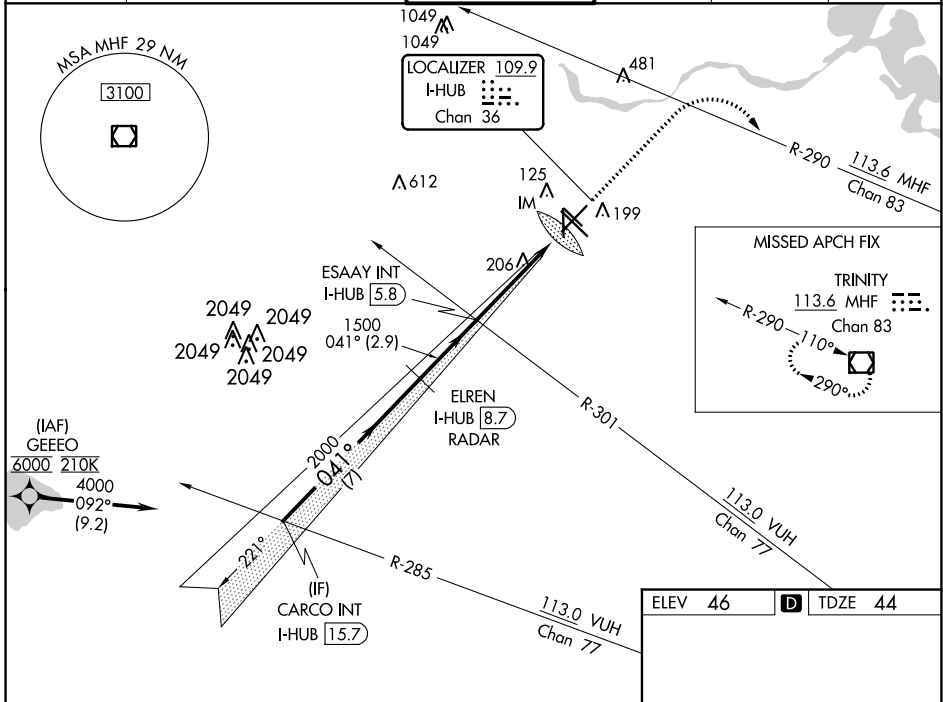 1049
1049
MSA MHF 29 NM
3100
LOCALIZER 109.9
I-HUB
Chan 36
481
R-290
113.6 MHF
Chan 83
612
125
IM
199
206
MISSED APCH FIX
TRINITY
113.6 MHF
Chan 83
R-290
110°
290°
ESAAY INT
I-HUB 5.8
1500
041° (2.9)
2049
2049
2049
2049
2049
ELREN
I-HUB 8.7
RADAR
R-301
113.0 VUH
Chan 77
(IAF)
GEEEO
6000 210K
4000
092°
(9.2)
2000
041°
(7)
221°
(IF)
CARCO INT
I-HUB 15.7
R-285
113.0 VUH
Chan 77
ELEV 46 D TDZE 44